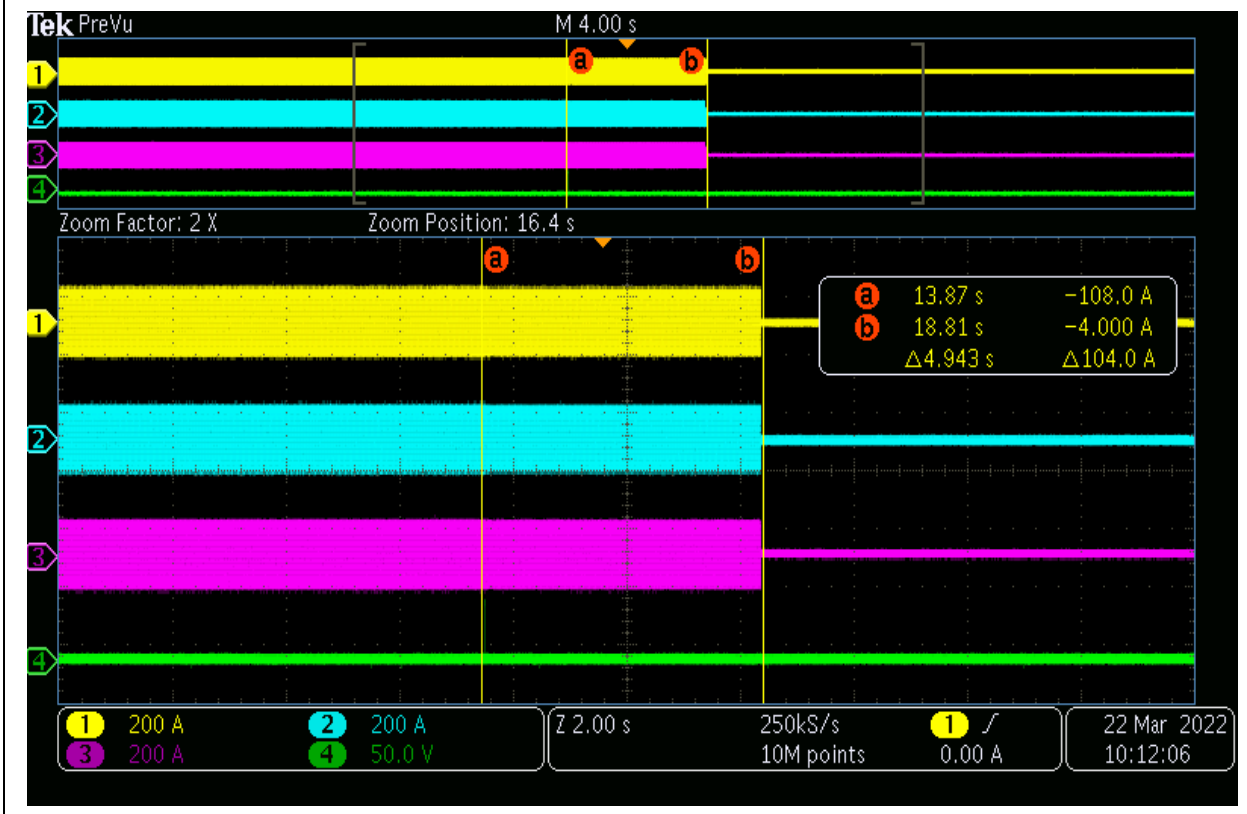 Tek PreVu M 4.00 s
a b
1
2
3
4
Zoom Factor: 2 X Zoom Position: 16.4 s
a b
a 13.87 s -108.0 A
b 18.81 s -4.000 A
△4.943 s △104.0 A
1
2
3
4
1 200 A 2 200 A Z 2.00 s 250kS/s 1 / 22 Mar 2022
3 200 A 4 50.0 V 10M points 0.00 A 10:12:06